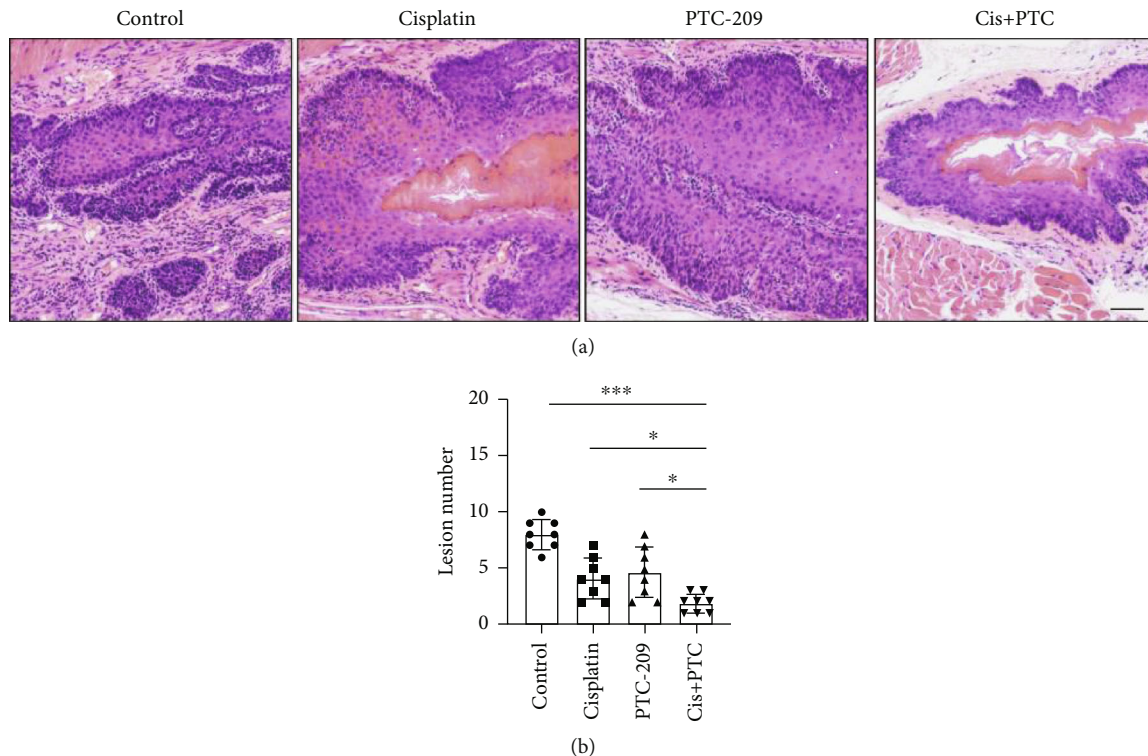 Control Cisplatin PTC-209 Cis+PTC
(a)
20
15
10
5
0
Lesion number
***
*
*
Control
Cisplatin
PTC-209
Cis+PTC
(b)